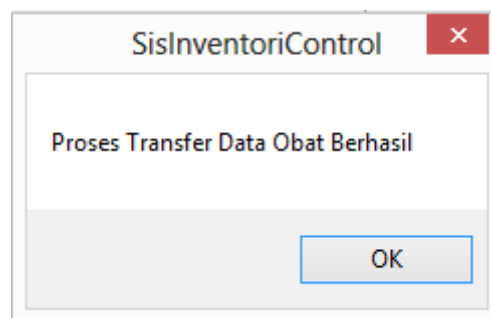 SisInventoriControl
Proses Transfer Data Obat Berhasil
OK